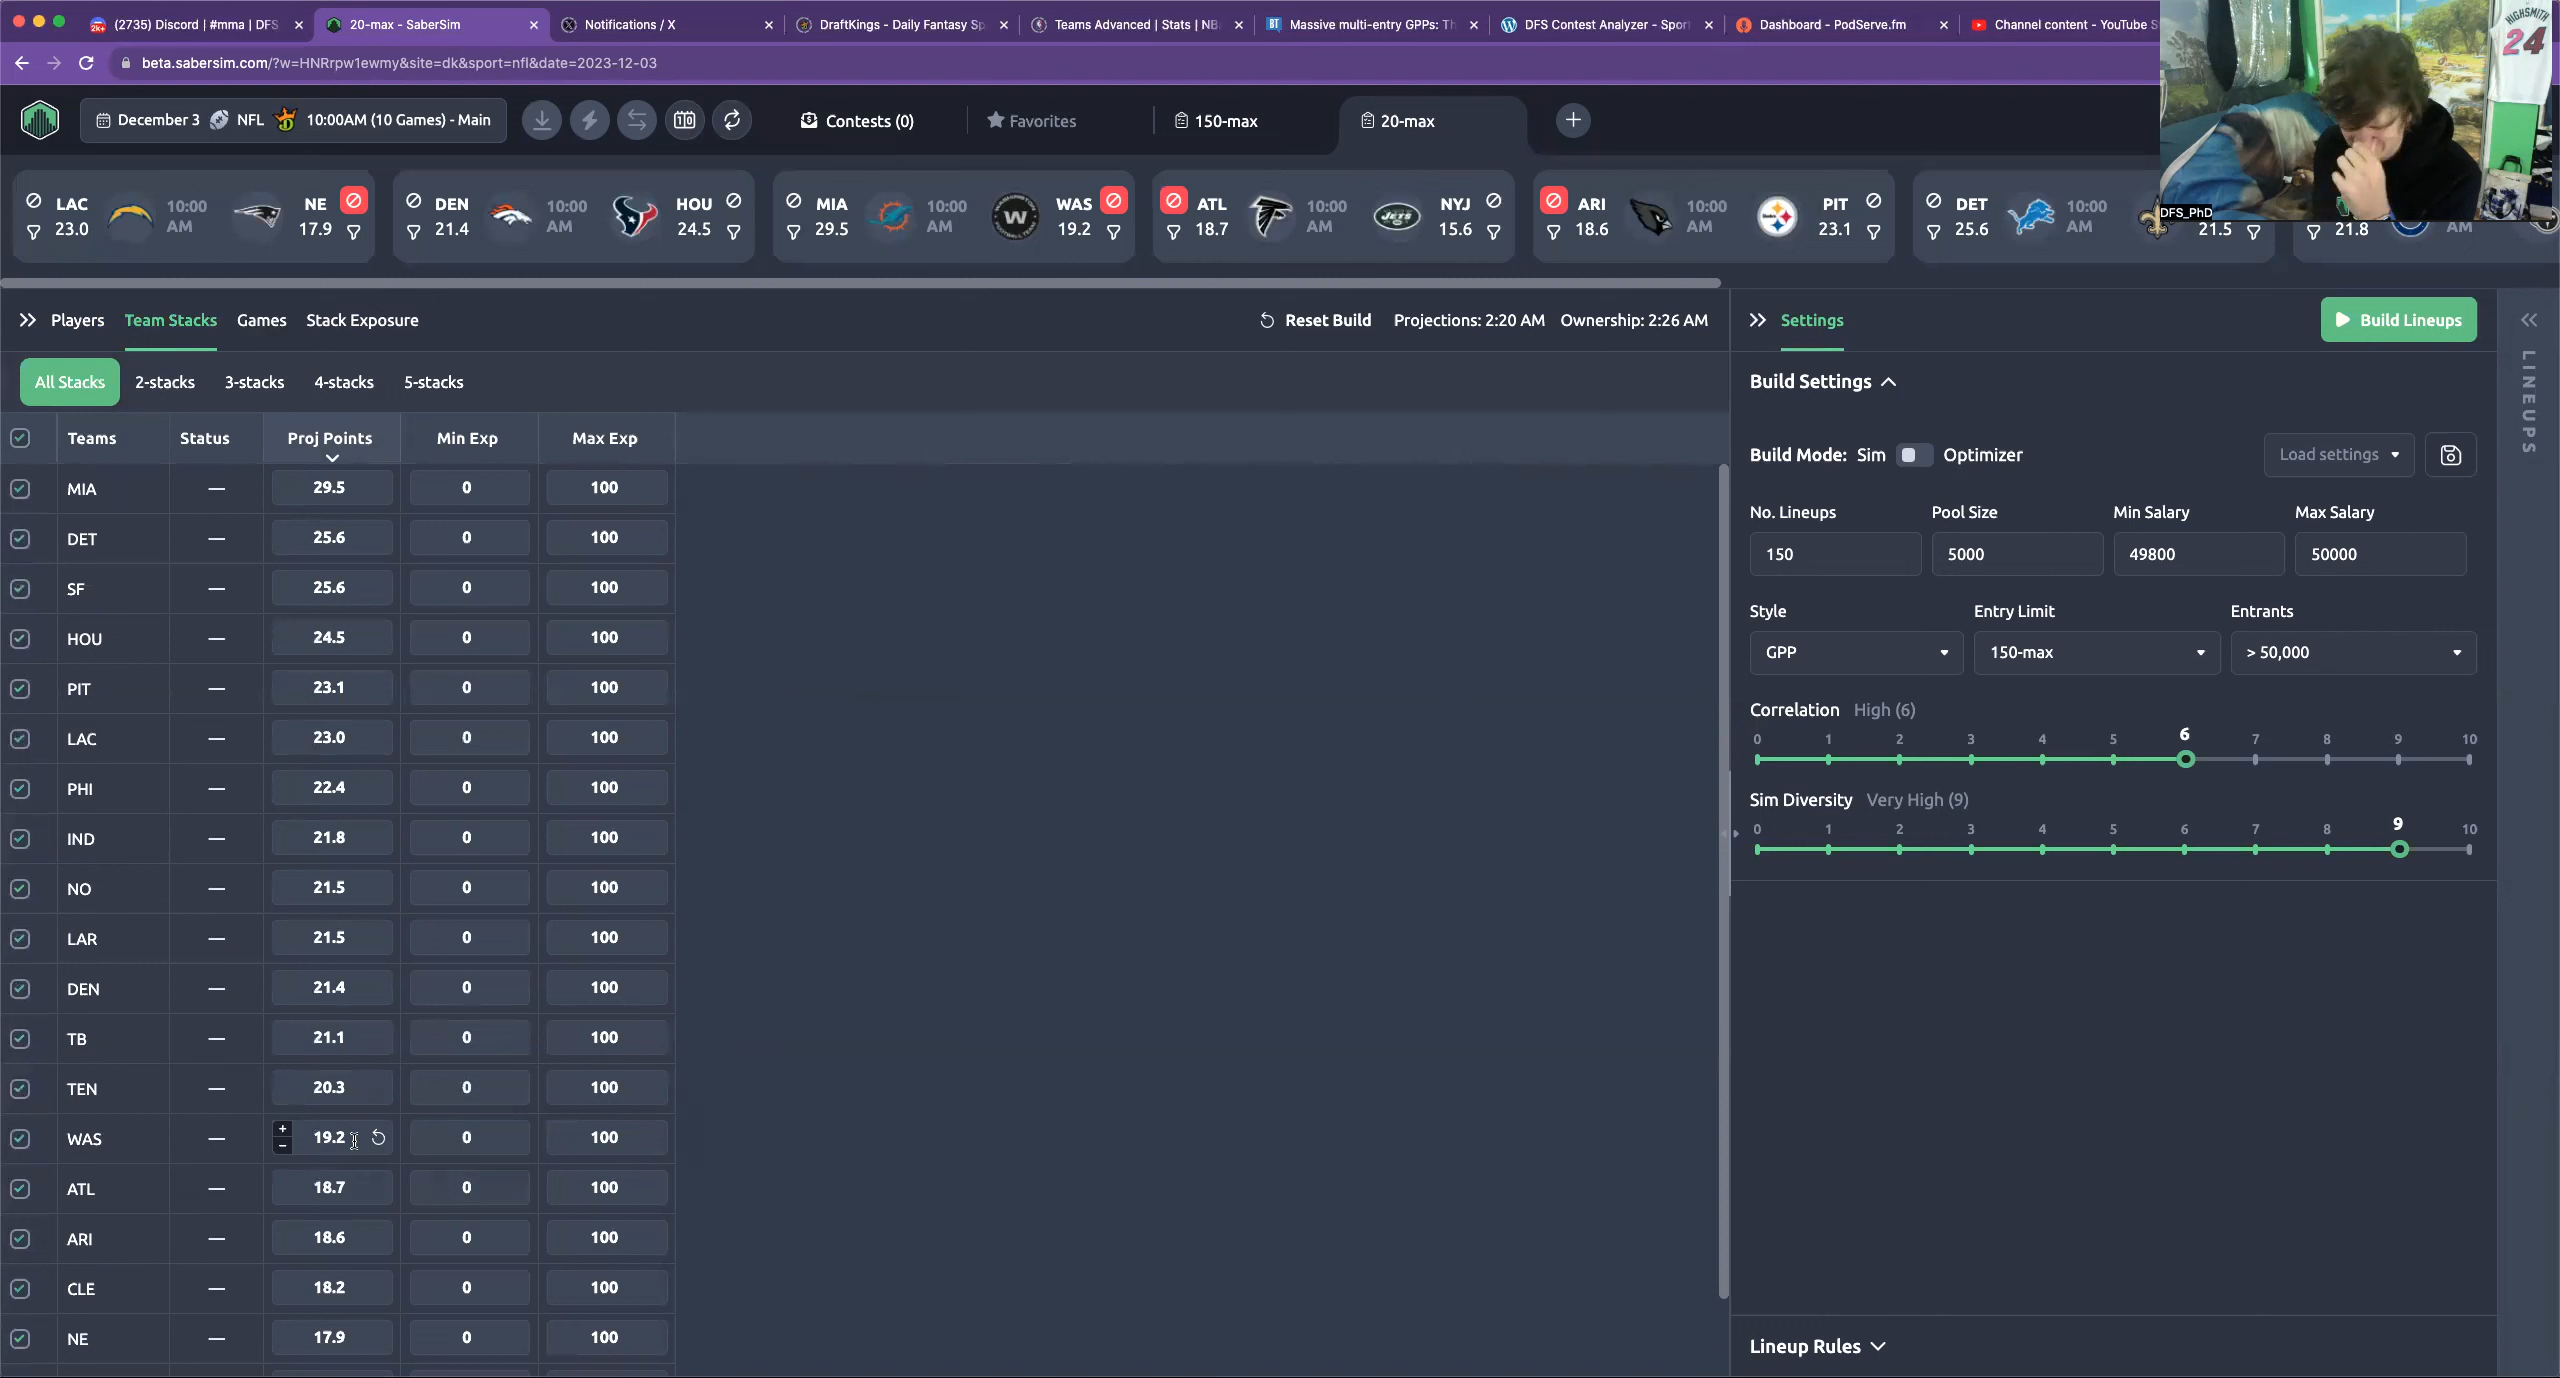 (2735) Discord | #mma | DFS
20-max - SaberSim
Notifications / X
DraftKings - Daily Fantasy Sp
Teams Advanced | Stats | NB
Massive multi-entry GPPs: Th
DFS Contest Analyzer - Spor
Dashboard - PodServe.fm
Channel content - YouTube S
beta.sabersim.com/?w=HNRrpw1ewmy&site=dk&sport=nfl&date=2023-12-03
HIGHSMITH
24
DFS_PhD
December 3 NFL 10:00AM (10 Games) - Main
Contests (0)
Favorites
150-max
20-max
LAC 23.0 10:00 AM NE 17.9
DEN 21.4 10:00 AM HOU 24.5
MIA 29.5 10:00 AM WAS 19.2
ATL 18.7 10:00 AM NYJ 15.6
ARI 18.6 10:00 AM PIT 23.1
DET 25.6 10:00 AM 21.5
21.8 AM
Players Team Stacks Games Stack Exposure
Reset Build Projections: 2:20 AM Ownership: 2:26 AM
All Stacks 2-stacks 3-stacks 4-stacks 5-stacks
Teams Status Proj Points Min Exp Max Exp
MIA — 29.5 0 100
DET — 25.6 0 100
SF — 25.6 0 100
HOU — 24.5 0 100
PIT — 23.1 0 100
LAC — 23.0 0 100
PHI — 22.4 0 100
IND — 21.8 0 100
NO — 21.5 0 100
LAR — 21.5 0 100
DEN — 21.4 0 100
TB — 21.1 0 100
TEN — 20.3 0 100
WAS — + - 19.2 0 100
ATL — 18.7 0 100
ARI — 18.6 0 100
CLE — 18.2 0 100
NE — 17.9 0 100
Settings
Build Lineups
LINEUPS
Build Settings
Build Mode: Sim Optimizer
Load settings
No. Lineups Pool Size Min Salary Max Salary
150 5000 49800 50000
Style Entry Limit Entrants
GPP 150-max > 50,000
Correlation High (6)
0 1 2 3 4 5 6 7 8 9 10
Sim Diversity Very High (9)
0 1 2 3 4 5 6 7 8 9 10
Lineup Rules